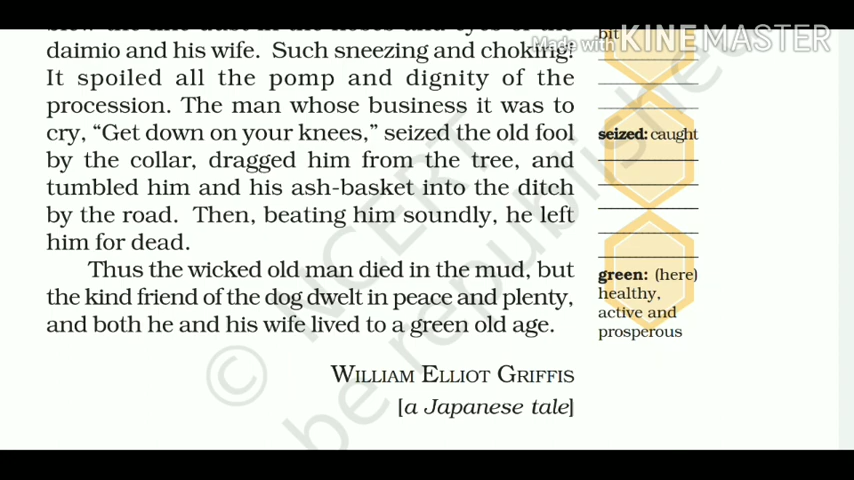 daimio and his wife. Such sneezing and choking!
It spoiled all the pomp and dignity of the
procession. The man whose business it was to
cry, “Get down on your knees,” seized the old fool
by the collar, dragged him from the tree, and
tumbled him and his ash-basket into the ditch
by the road. Then, beating him soundly, he left
him for dead.
Thus the wicked old man died in the mud, but
the kind friend of the dog dwelt in peace and plenty,
and both he and his wife lived to a green old age.
WILLIAM ELLIOT GRIFFIS
[a Japanese tale]
bit
seized: caught
green: (here)
healthy,
active and
prosperous
Made with KINEMASTER
© NCERT
be republished